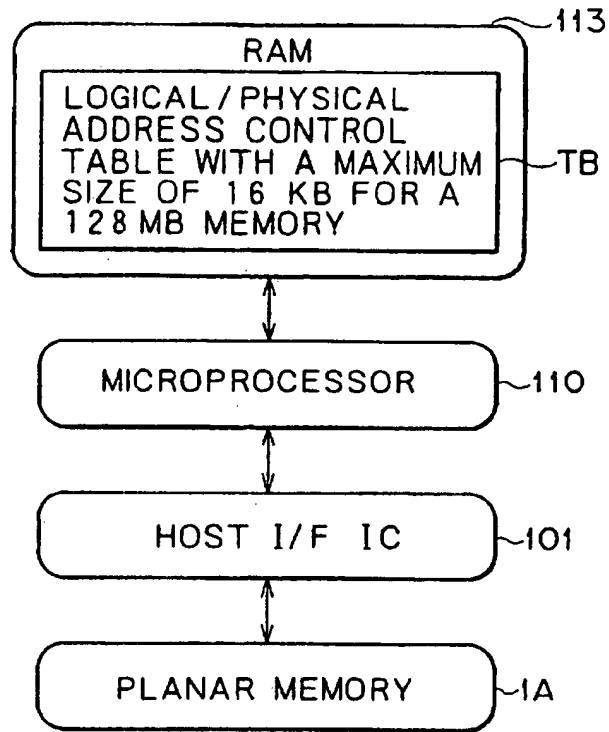 113
RAM
LOGICAL/PHYSICAL
ADDRESS CONTROL
TABLE WITH A MAXIMUM
SIZE OF 16 KB FOR A
128 MB MEMORY
TB
MICROPROCESSOR
110
HOST I/F IC
101
PLANAR MEMORY
1A